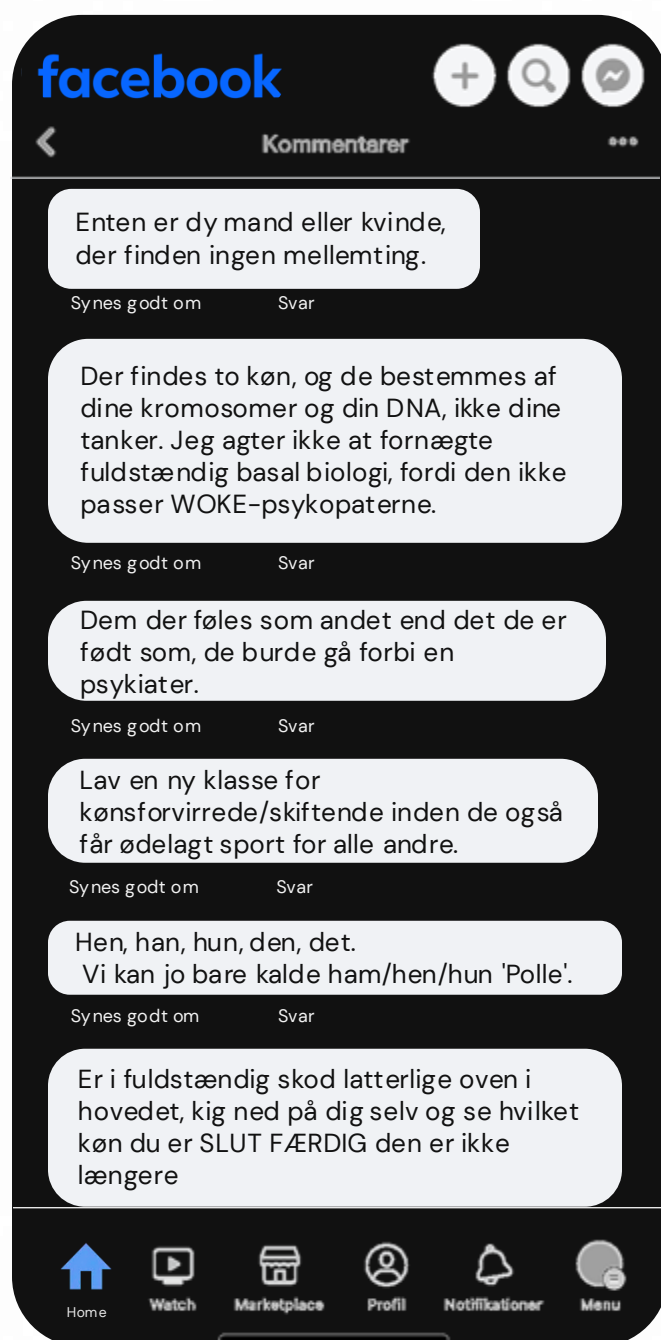 facebook
Kommentarer
Enten er dy mand eller kvinde,
der finden ingen mellemting.
Synes godt om Svar
Der findes to køn, og de bestemmes af
dine kromosomer og din DNA, ikke dine
tanker. Jeg agter ikke at fornægte
fuldstændig basal biologi, fordi den ikke
passer WOKE-psykopaterne.
Synes godt om Svar
Dem der føles som andet end det de er
født som, de burde gå forbi en
psykiater.
Synes godt om Svar
Lav en ny klasse for
kønsforvirrede/skiftende inden de også
får ødelagt sport for alle andre.
Synes godt om Svar
Hen, han, hun, den, det.
Vi kan jo bare kalde ham/hen/hun 'Polle'.
Synes godt om Svar
Er i fuldstændig skod latterlige oven i
hovedet, kig ned på dig selv og se hvilket
køn du er SLUT FÆRDIG den er ikke
længere
Home Watch Marketplace Profil Notifikationer Menu